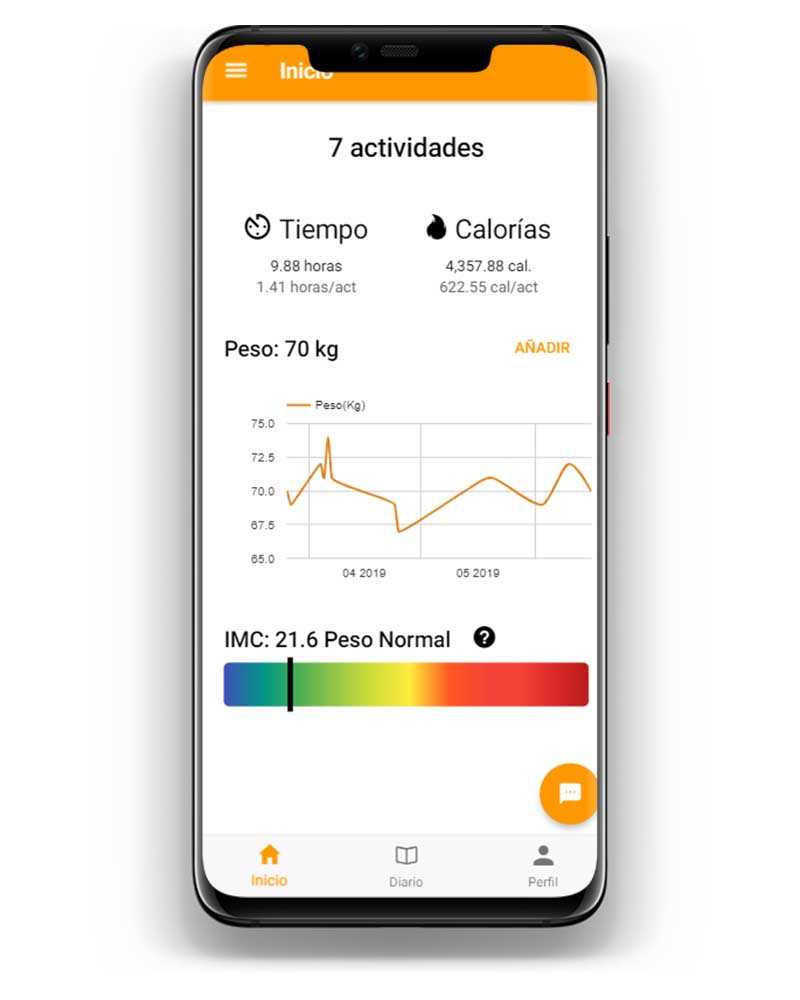 Inicio
7 actividades
Tiempo
Calorías
9.88 horas
4,357.88 cal.
1.41 horas/act
622.55 cal/act
Peso: 70 kg
AÑADIR
Peso(Kg)
75.0
72.5
70.0
67.5
65.0
04 2019
05 2019
IMC: 21.6 Peso Normal
?
Inicio
Diario
Perfil